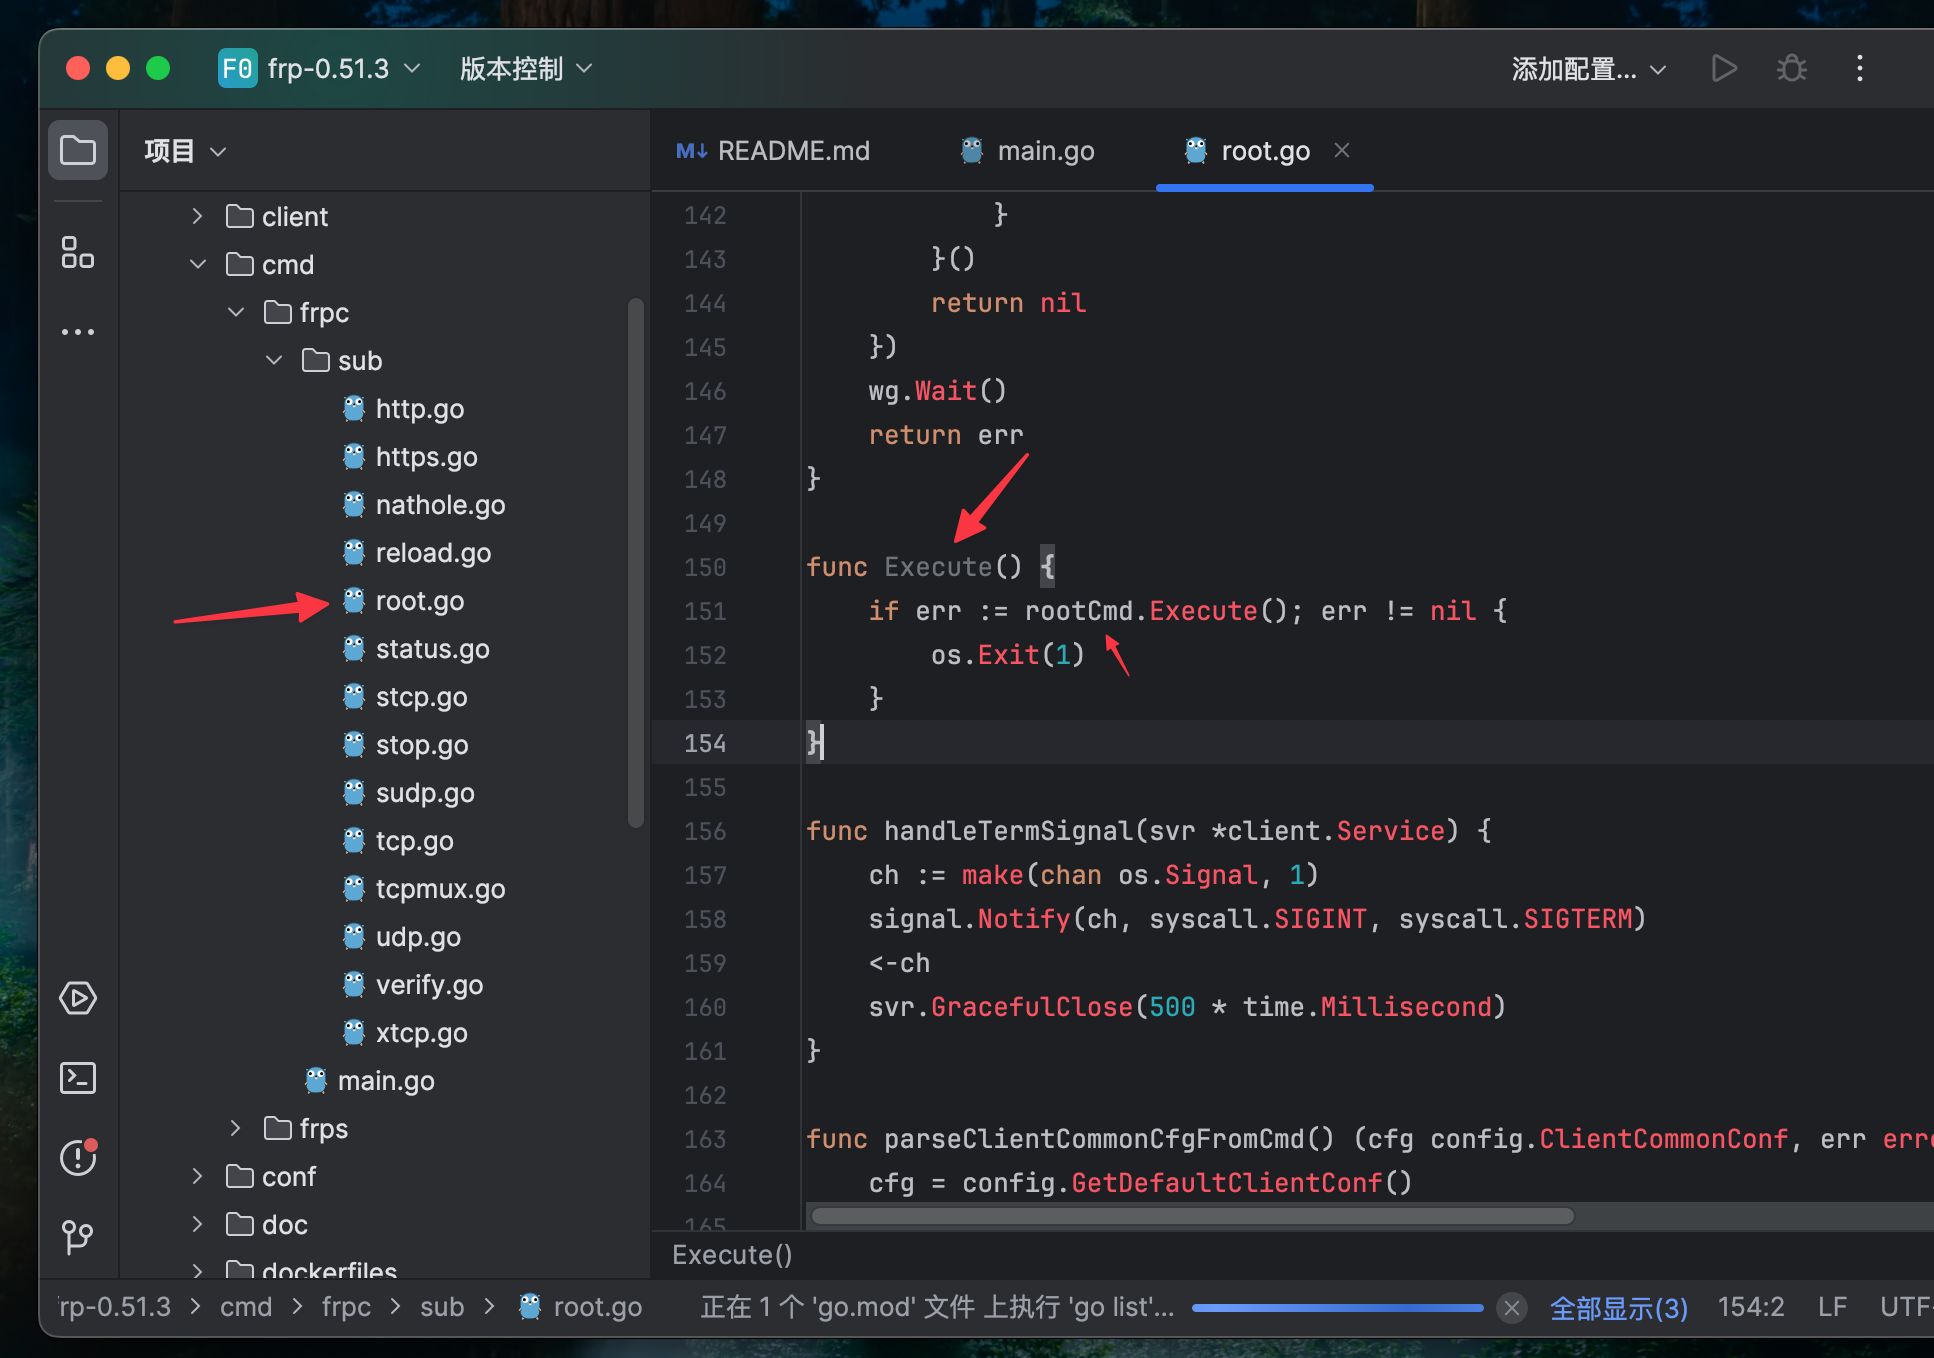 F0 frp-0.51.3 版本控制 添加配置...
项目
client
cmd
frpc
sub
http.go
https.go
nathole.go
reload.go
root.go
status.go
stcp.go
stop.go
sudp.go
tcp.go
tcpmux.go
udp.go
verify.go
xtcp.go
main.go
frps
conf
doc
dockerfiles
M↓ README.md main.go root.go
142 }
143 }()
144 return nil
145 })
146 wg.Wait()
147 return err
148 }
149
150 func Execute() {
151 if err := rootCmd.Execute(); err != nil {
152 os.Exit(1)
153 }
154 }
155
156 func handleTermSignal(svr *client.Service) {
157 ch := make(chan os.Signal, 1)
158 signal.Notify(ch, syscall.SIGINT, syscall.SIGTERM)
159 <-ch
160 svr.GracefulClose(500 * time.Millisecond)
161 }
162
163 func parseClientCommonCfgFromCmd() (cfg config.ClientCommonConf, err erro
164 cfg = config.GetDefaultClientConf()
165
Execute()
rp-0.51.3 > cmd > frpc > sub > root.go 正在 1 个 'go.mod' 文件 上执行 'go list'... 全部显示(3) 154:2 LF UTF-